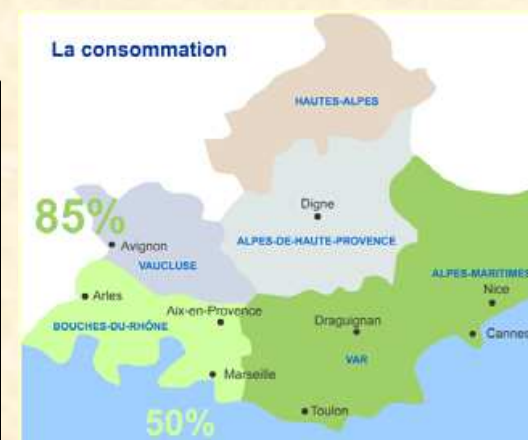 La consommation
HAUTES-ALPES
85%
Digne
Avignon
ALPES-DE-HAUTE-PROVENCE
VAUCLUSE
ALPES-MARITIMES
Nice
Arles
Aix-en-Provence
Draguignan
BOUCHES-DU-RHÔNE
Cannes
VAR
Marseille
50%
Toulon